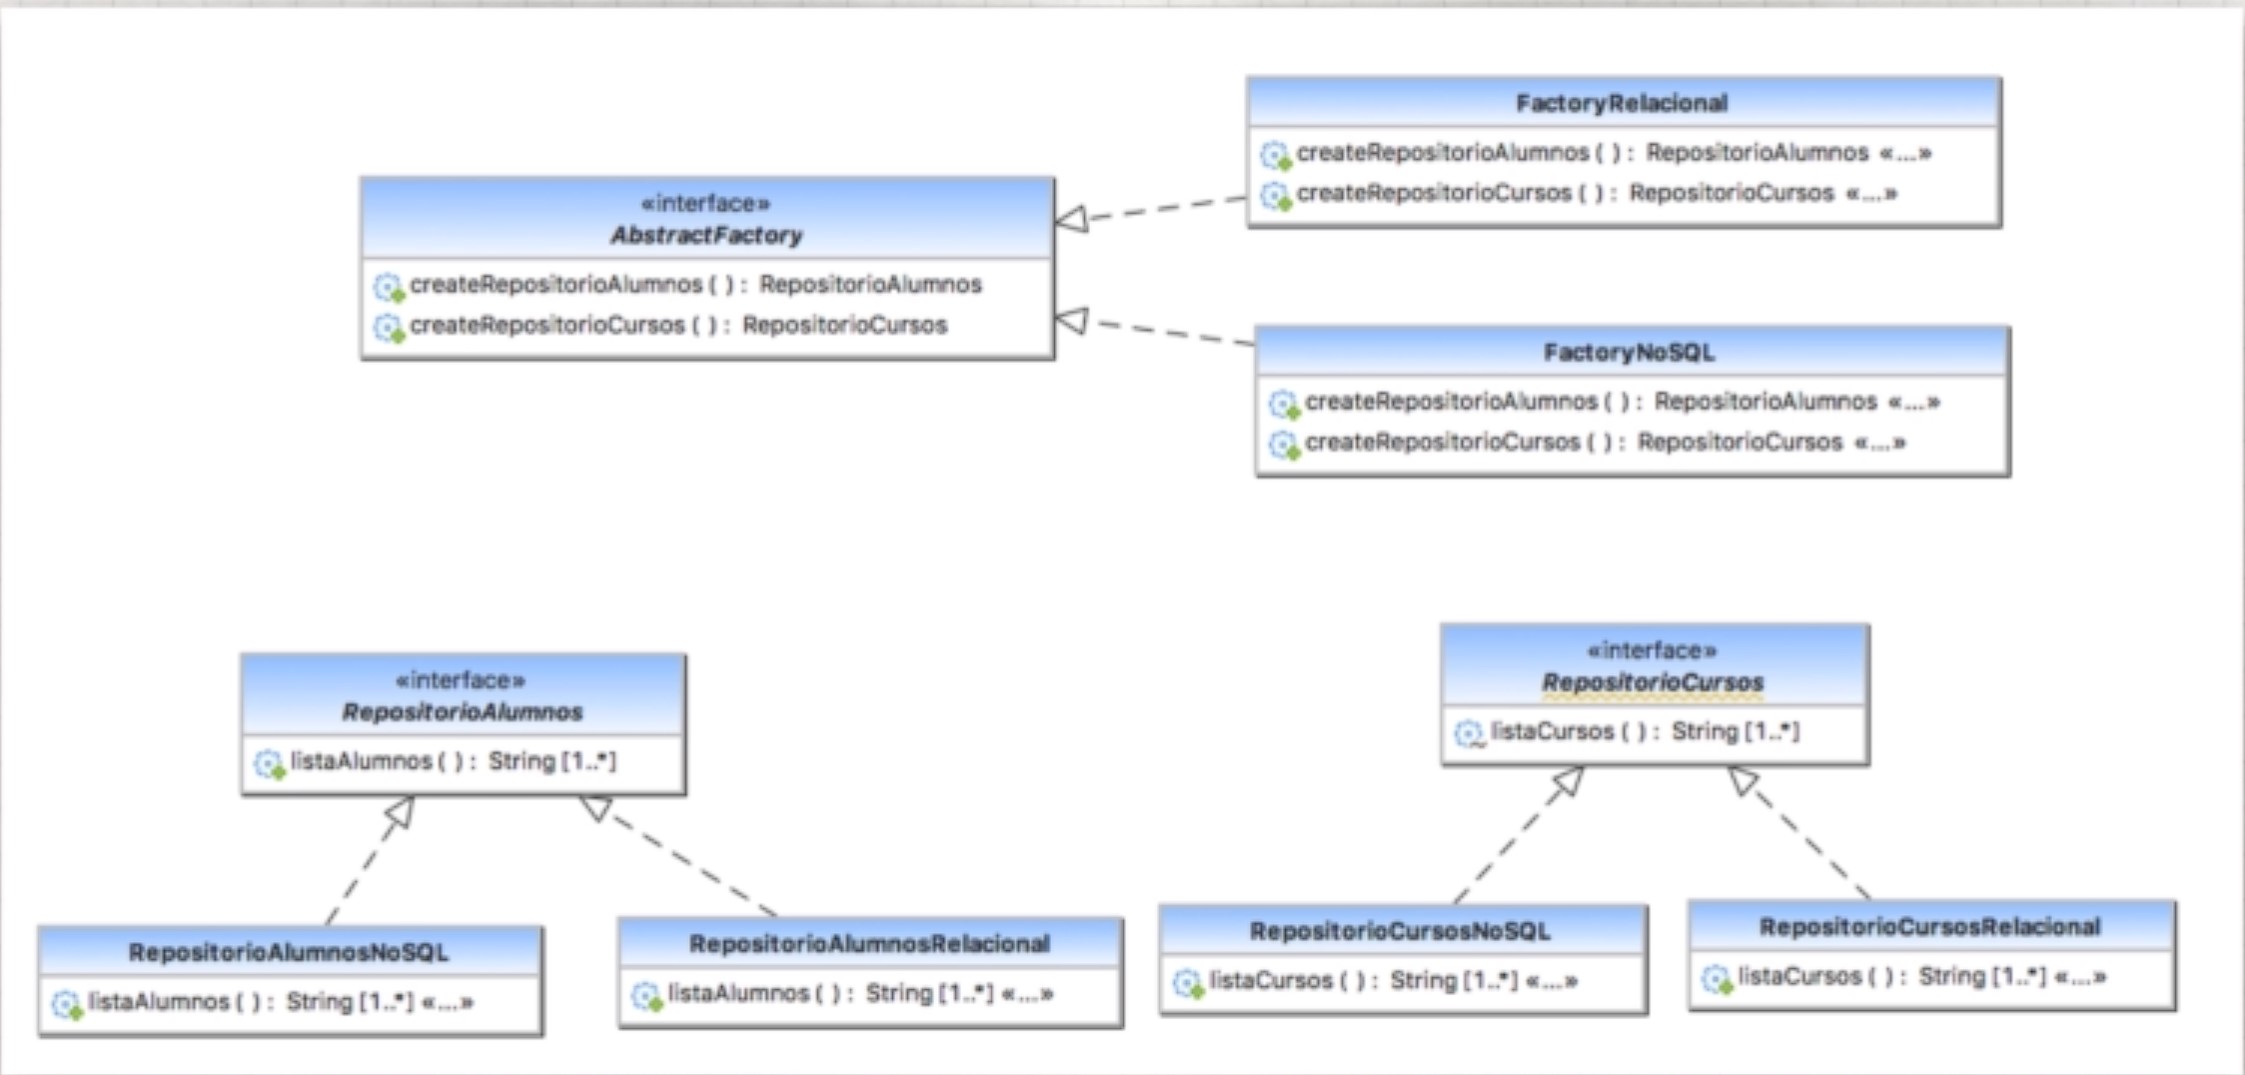 FactoryRelacional
createRepositorioAlumnos ( ) : RepositorioAlumnos «...»
createRepositorioCursos ( ) : RepositorioCursos «...»
«interface»
AbstractFactory
createRepositorioAlumnos ( ) : RepositorioAlumnos
createRepositorioCursos ( ) : RepositorioCursos
FactoryNoSQL
createRepositorioAlumnos ( ) : RepositorioAlumnos «...»
createRepositorioCursos ( ) : RepositorioCursos «...»
«interface»
RepositorioAlumnos
listaAlumnos ( ) : String [1..*]
«interface»
RepositorioCursos
listaCursos ( ) : String [1..*]
RepositorioAlumnosNoSQL
listaAlumnos ( ) : String [1..*] «...»
RepositorioAlumnosRelacional
listaAlumnos ( ) : String [1..*] «...»
RepositorioCursosNoSQL
listaCursos ( ) : String [1..*] «...»
RepositorioCursosRelacional
listaCursos ( ) : String [1..*] «...»